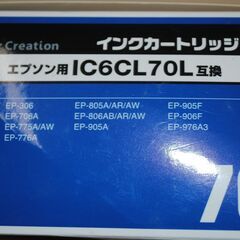 Creation
インクカートリッジ
エプソン用 IC6CL70L 互換
EP-306 EP-805A/AR/AW EP-905F
EP-706A EP-806AB/AR/AW EP-906F
EP-775A/AW EP-905A EP-976A3
EP-776A
70